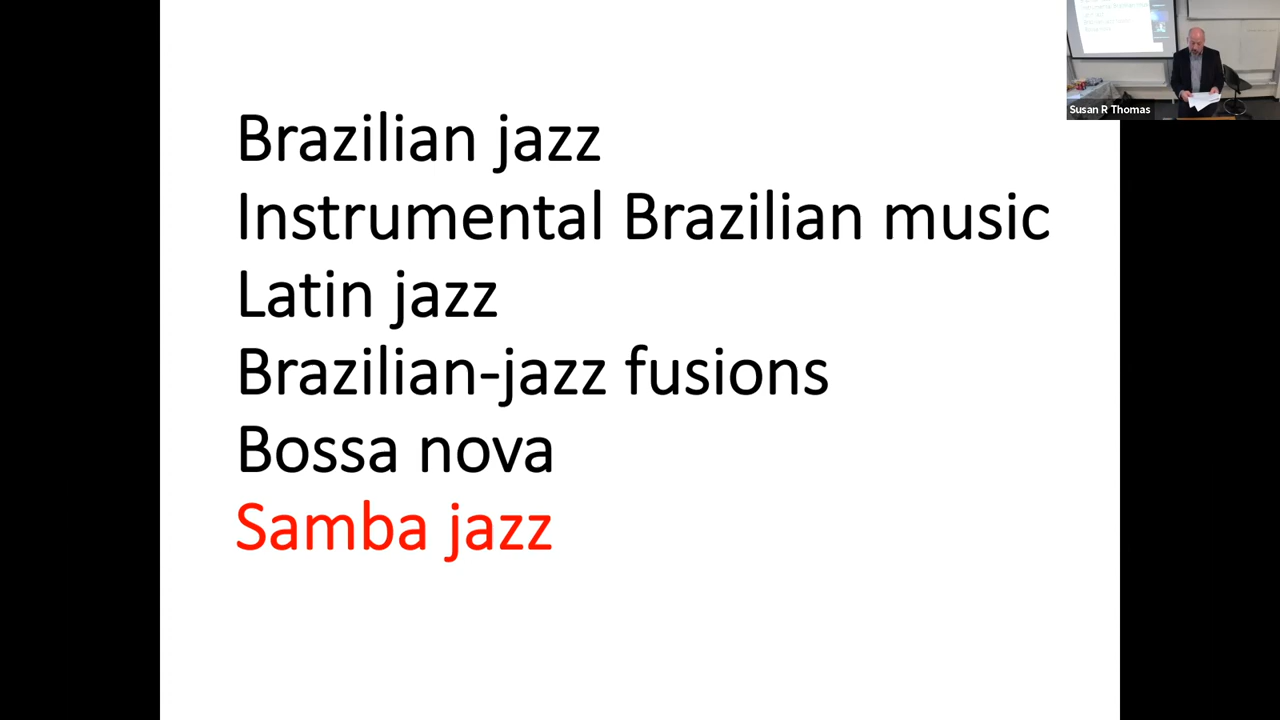 Brazilian jazz
Instrumental Brazilian music
Latin jazz
Brazilian-jazz fusions
Bossa nova
Samba jazz
Susan R Thomas